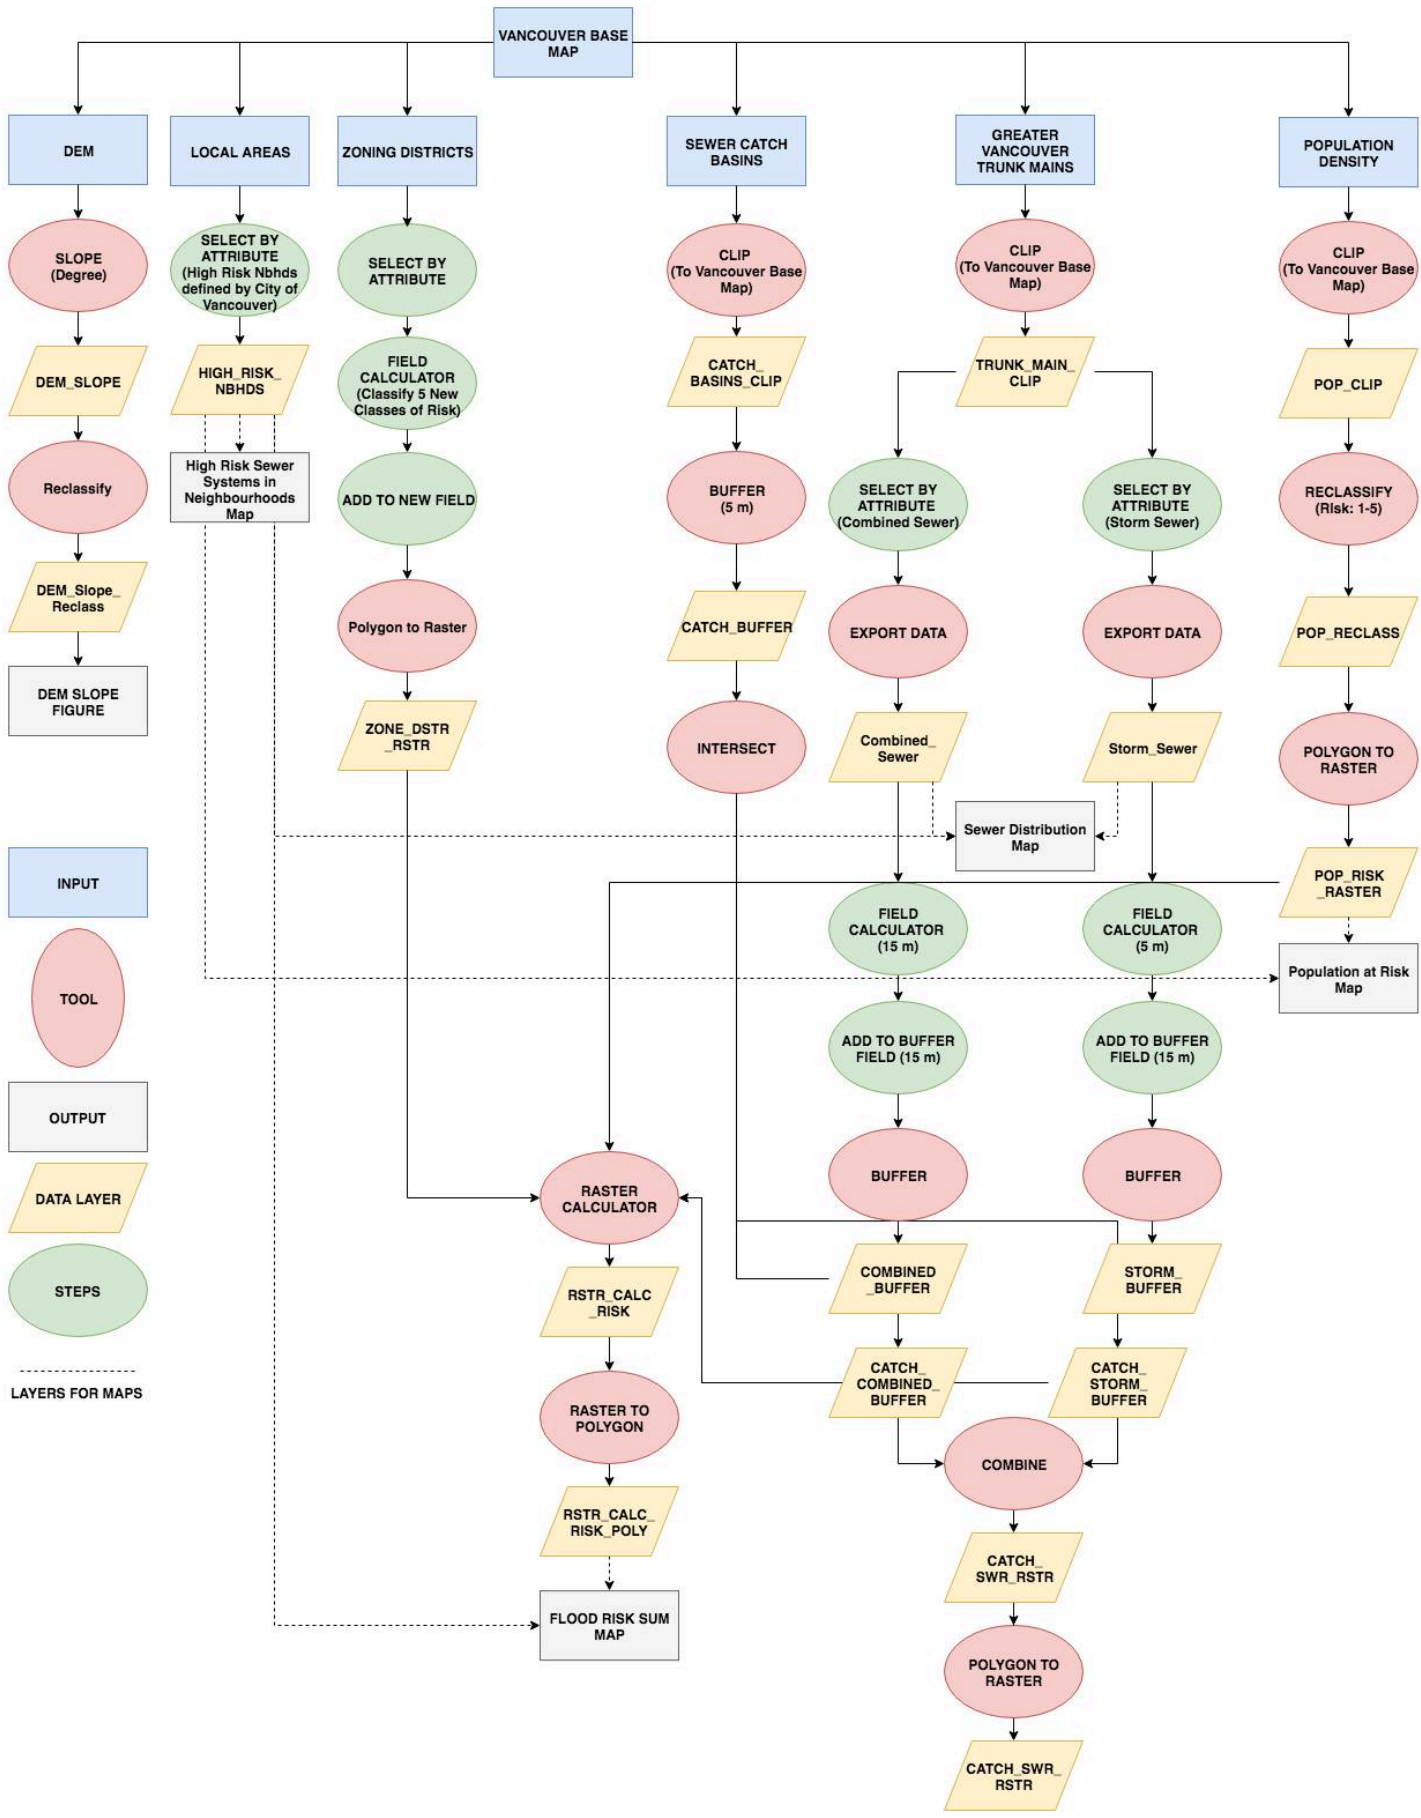 VANCOUVER BASE
MAP
DEM
LOCAL AREAS
ZONING DISTRICTS
SEWER CATCH
BASINS
GREATER
VANCOUVER
TRUNK MAINS
POPULATION
DENSITY
SLOPE
(Degree)
SELECT BY
ATTRIBUTE
(High Risk Nbhds
defined by City of
Vancouver)
SELECT BY
ATTRIBUTE
CLIP
(To Vancouver Base
Map)
CLIP
(To Vancouver Base
Map)
CLIP
(To Vancouver Base
Map)
DEM_SLOPE
HIGH_RISK_
NBHDS
FIELD
CALCULATOR
(Classify 5 New
Classes of Risk)
CATCH_
BASINS_CLIP
TRUNK_MAIN_
CLIP
POP_CLIP
Reclassify
High Risk Sewer
Systems in
Neighbourhoods
Map
ADD TO NEW FIELD
BUFFER
(5 m)
SELECT BY
ATTRIBUTE
(Combined Sewer)
SELECT BY
ATTRIBUTE
(Storm Sewer)
RECLASSIFY
(RIsk: 1-5)
DEM_Slope_
Reclass
Polygon to Raster
CATCH_BUFFER
EXPORT DATA
EXPORT DATA
POP_RECLASS
DEM SLOPE
FIGURE
ZONE_DSTR
_RSTR
INTERSECT
Combined_
Sewer
Storm_Sewer
POLYGON TO
RASTER
Sewer Distribution
Map
INPUT
POP_RISK
_RASTER
FIELD
CALCULATOR
(15 m)
FIELD
CALCULATOR
(5 m)
TOOL
Population at Risk
Map
ADD TO BUFFER
FIELD (15 m)
ADD TO BUFFER
FIELD (15 m)
OUTPUT
BUFFER
BUFFER
DATA LAYER
RASTER
CALCULATOR
STEPS
RSTR_CALC
_RISK
COMBINED
_BUFFER
STORM_
BUFFER
LAYERS FOR MAPS
RASTER TO
POLYGON
CATCH_
COMBINED_
BUFFER
CATCH_
STORM_
BUFFER
COMBINE
RSTR_CALC_
RISK_POLY
CATCH_
SWR_RSTR
FLOOD RISK SUM
MAP
POLYGON TO
RASTER
CATCH_SWR_
RSTR